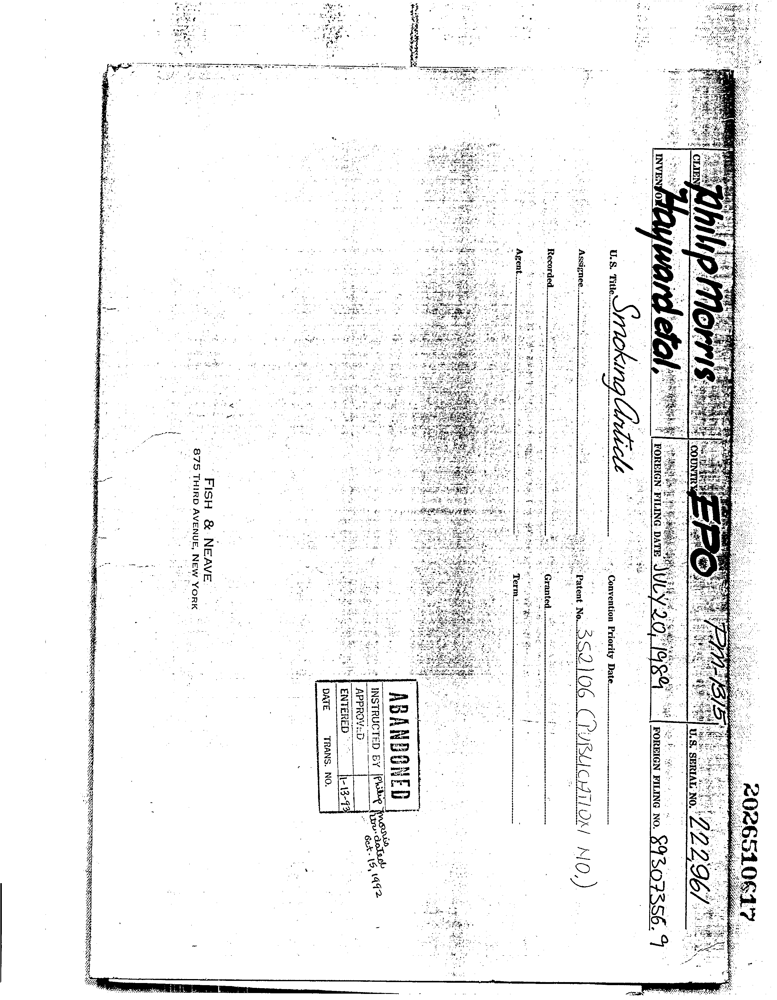 2026510617
PM-1315
CLIENT Philip Morris COUNTRY EPO U.S. SERIAL NO. 222,961
INVENTOR Hayward et al. FOREIGN FILING DATE JULY 20, 1989 FOREIGN FILING NO. 89307356.9
U. S. Title Smoking Article Convention Priority Date
Assignee Patent No. 352106 (PUBLICATION NO.)
Recorded Granted
Agent Term
ABANDONED
INSTRUCTED BY Philip Morris
ltr. dated
Oct. 15, 1992
APPROVED
ENTERED 1-13-93
DATE TRANS. NO.
FISH & NEAVE
875 THIRD AVENUE, NEW YORK